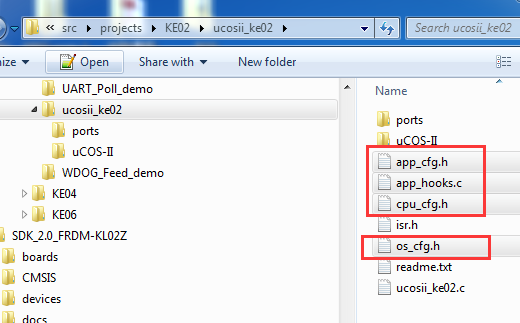 « src ▸ projects ▸ KE02 ▸ ucosii_ke02 ▸
Search ucosii_ke02
nize ▾ Open Share with ▾ New folder
UART_Poll_demo
ucosii_ke02
ports
uCOS-II
WDOG_Feed_demo
KE04
KE06
SDK_2.0_FRDM-KL02Z
boards
CMSIS
devices
docs
Name
ports
uCOS-II
app_cfg.h
app_hooks.c
cpu_cfg.h
isr.h
os_cfg.h
readme.txt
ucosii_ke02.c